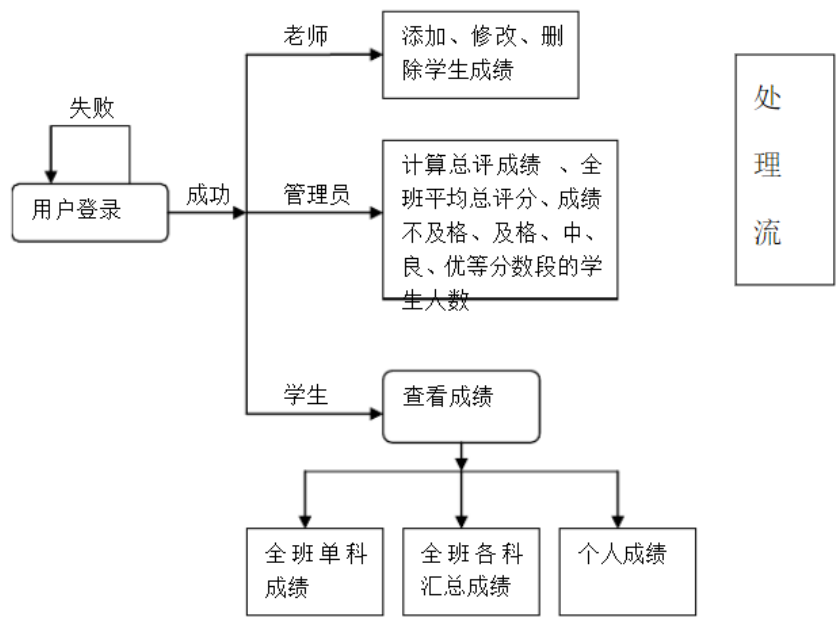 老师
添加、修改、删
除学生成绩
处
理
流
失败
用户登录
成功
管理员
计算总评成绩 、全
班平均总评分、成绩
不及格、及格、中、
良、优等分数段的学
生人数
学生
查看成绩
全班单科
成绩
全班各科
汇总成绩
个人成绩